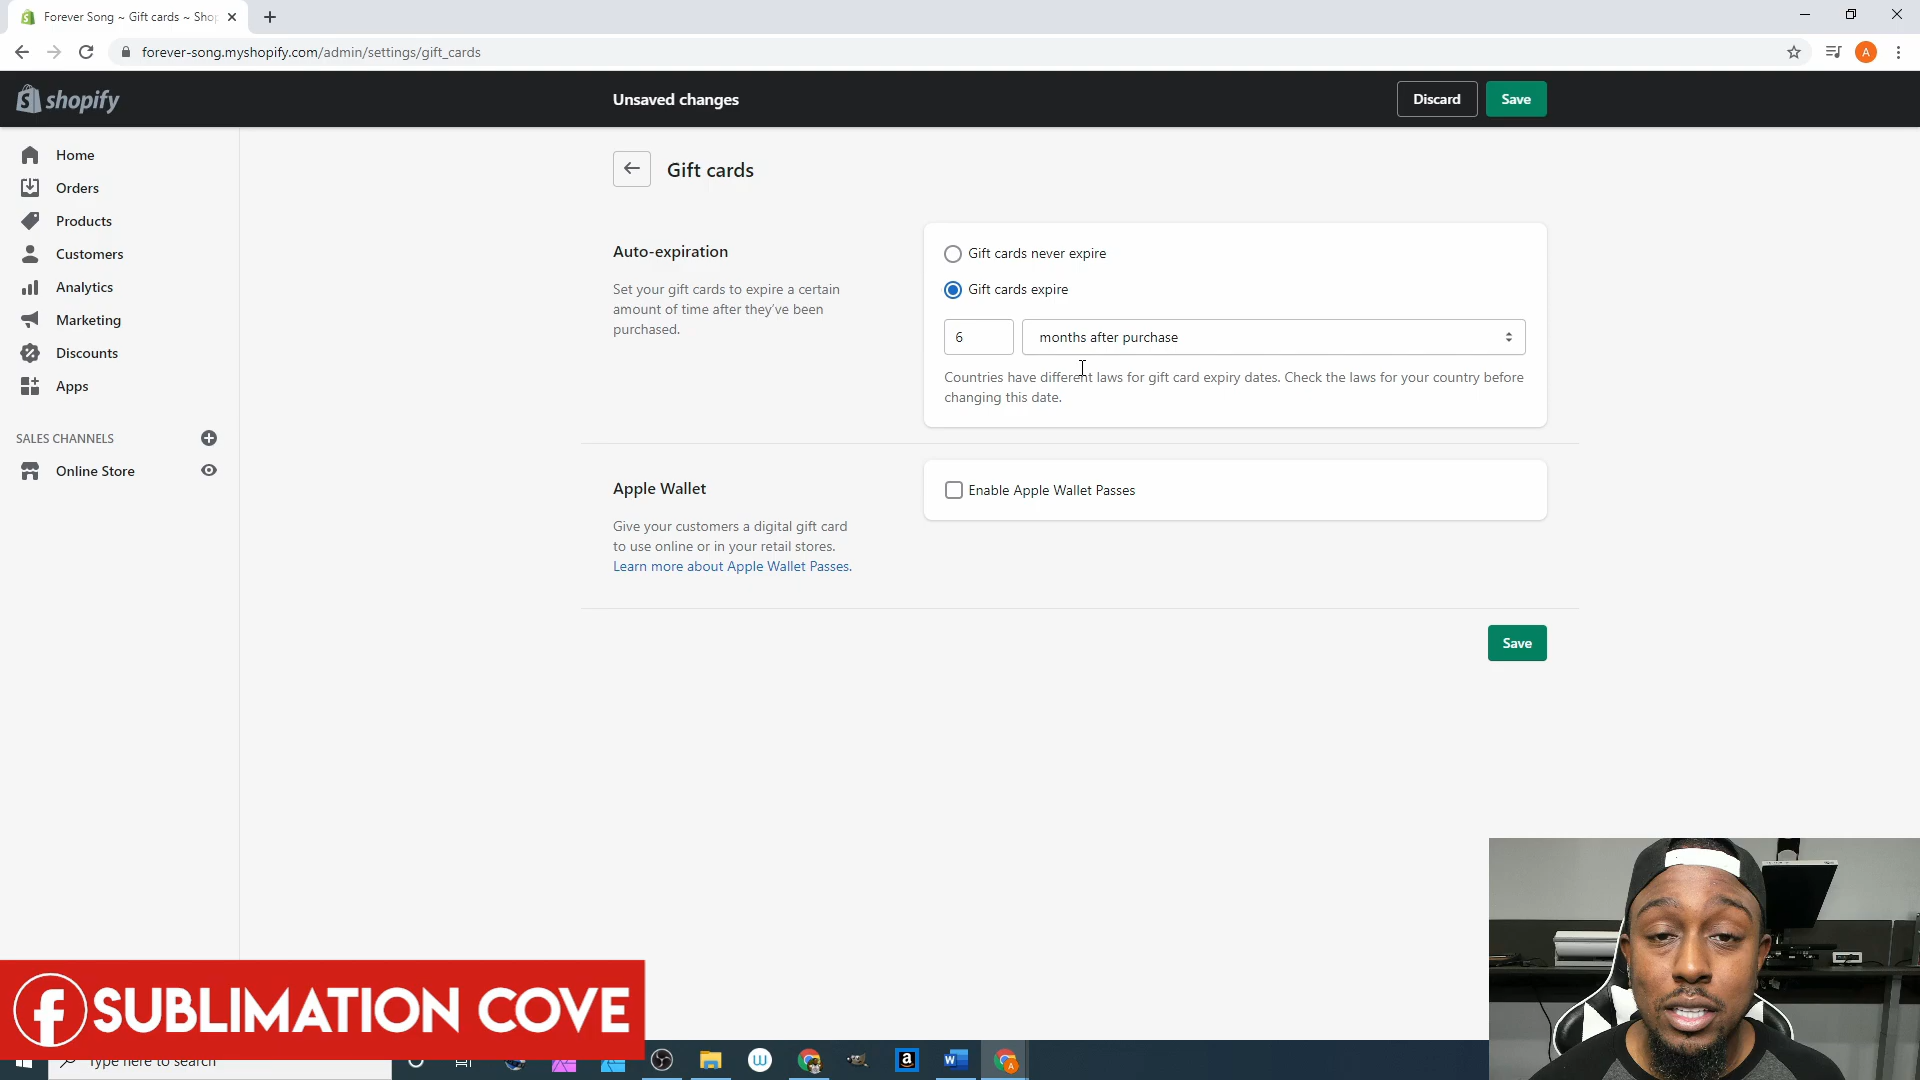 Forever Song ~ Gift cards ~ Shop
forever-song.myshopify.com/admin/settings/gift_cards
A
shopify
Unsaved changes
Discard
Save
Home
Orders
Products
Customers
Analytics
Marketing
Discounts
Apps
SALES CHANNELS
Online Store
Gift cards
Auto-expiration
Set your gift cards to expire a certain
amount of time after they've been
purchased.
Gift cards never expire
Gift cards expire
6
months after purchase
Countries have different laws for gift card expiry dates. Check the laws for your country before
changing this date.
Apple Wallet
Give your customers a digital gift card
to use online or in your retail stores.
Learn more about Apple Wallet Passes.
Enable Apple Wallet Passes
Save
SUBLIMATION COVE
Type here to search